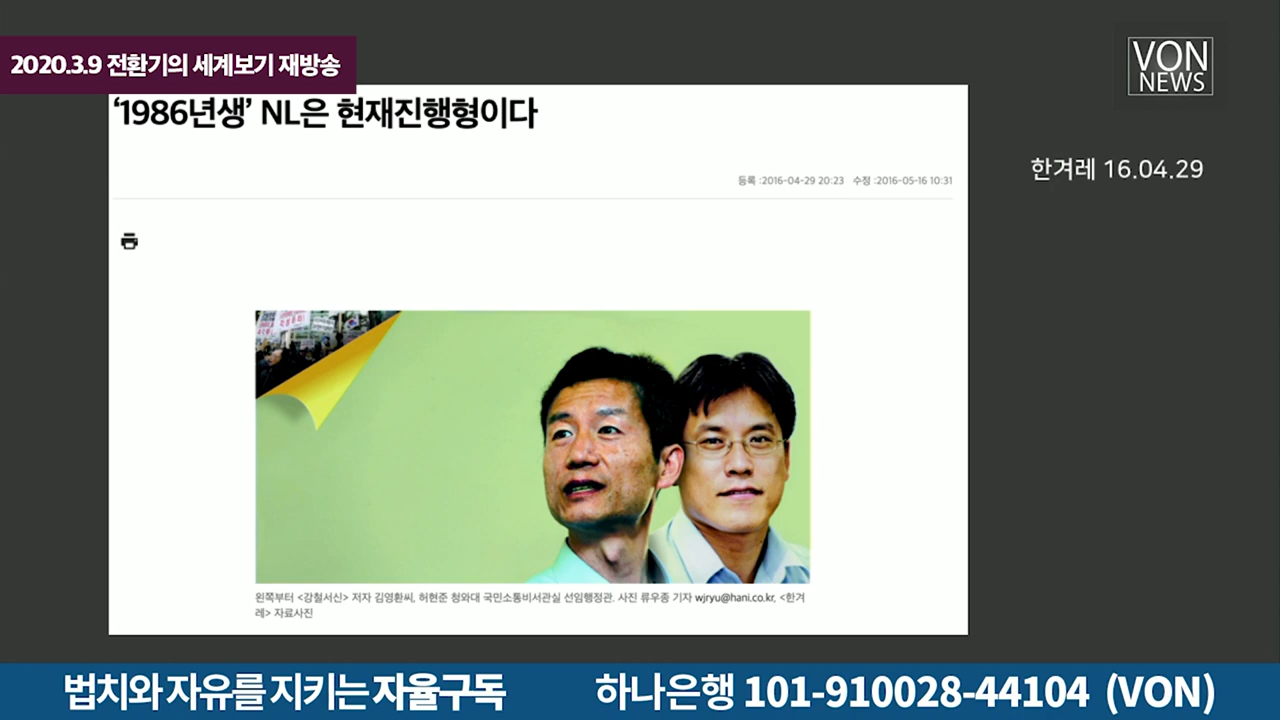 2020.3.9 전환기의 세계보기 재방송
VON
NEWS
‘1986년생’ NL은 현재진행형이다
한겨레 16.04.29
등록 :2016-04-29 20:23 수정 :2016-05-16 10:31
왼쪽부터 <강철서신> 저자 김영환씨, 허현준 청와대 국민소통비서관실 선임행정관. 사진 류우종 기자 wjryu@hani.co.kr, <한겨
레> 자료사진
법치와 자유를 지키는 자율구독 하나은행 101-910028-44104 (VON)